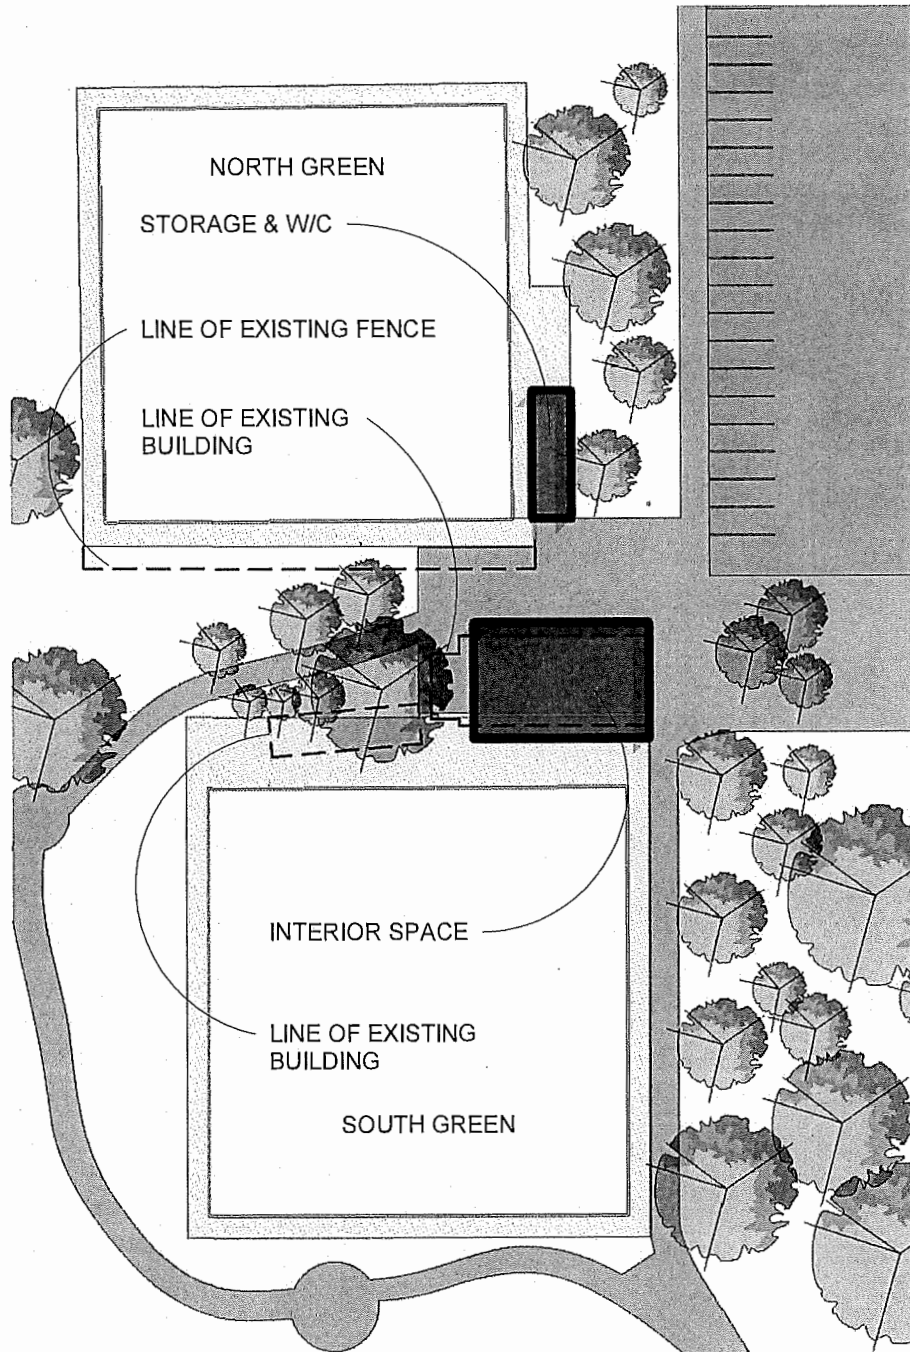 NORTH GREEN
STORAGE & W/C
LINE OF EXISTING FENCE
LINE OF EXISTING
BUILDING
INTERIOR SPACE
LINE OF EXISTING
BUILDING
SOUTH GREEN